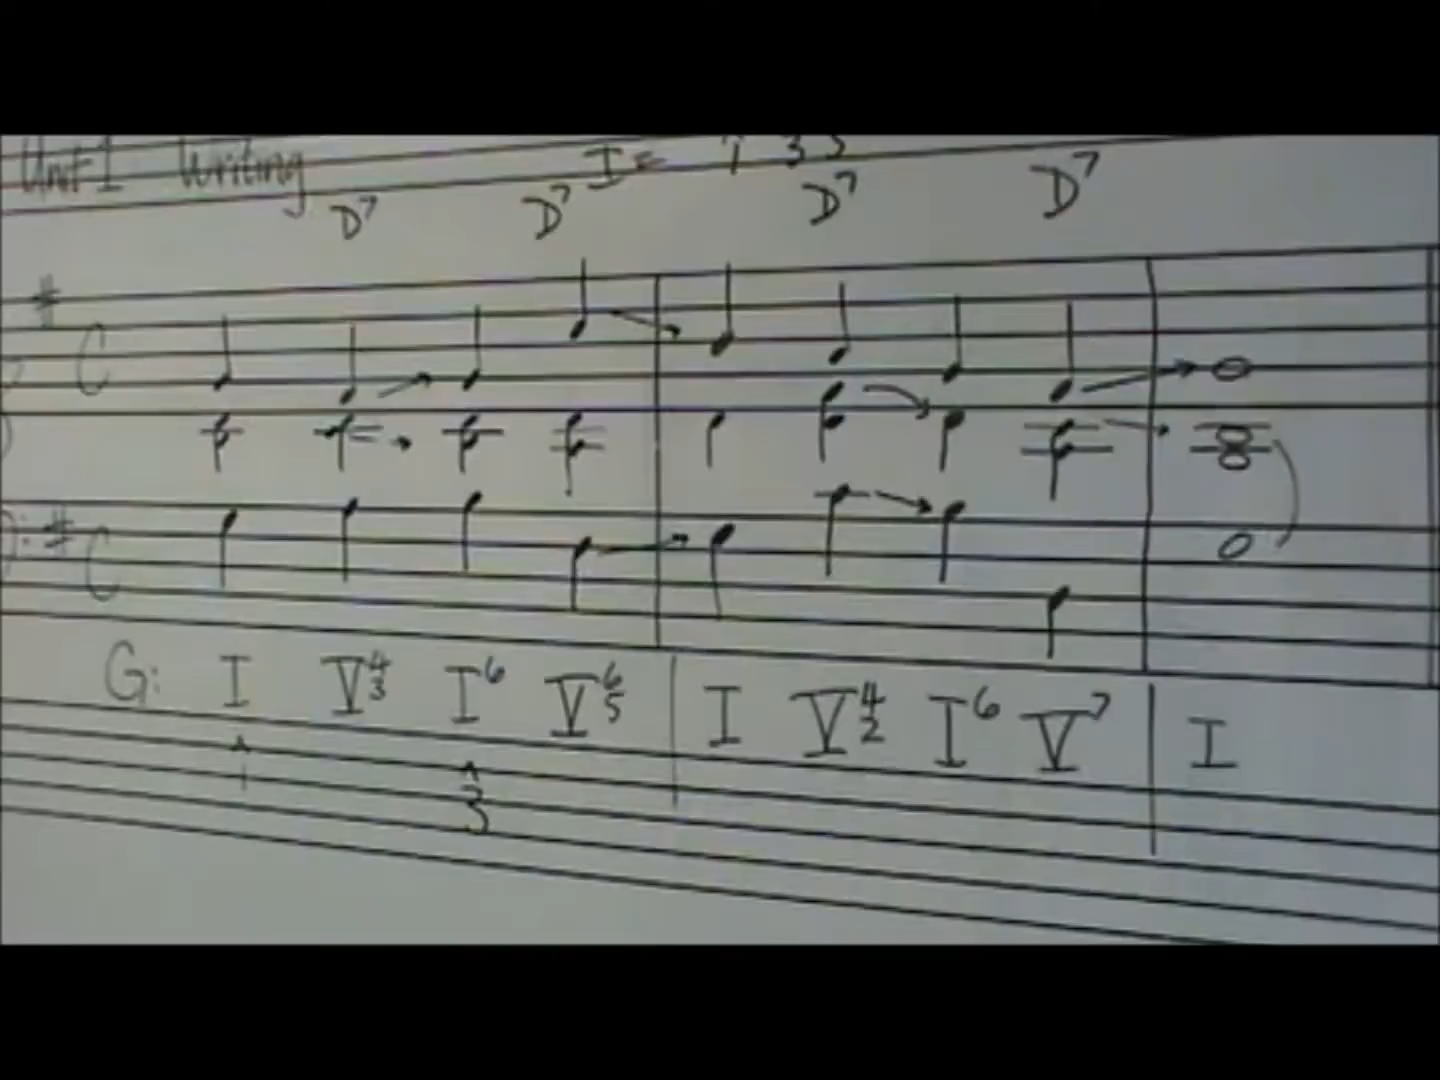 Unit 1 Writing I = 1 3 5
D7 D7 D7 D7
G: I V4/3 I6 V6/5 I V4/2 I6 V7 I
1 3